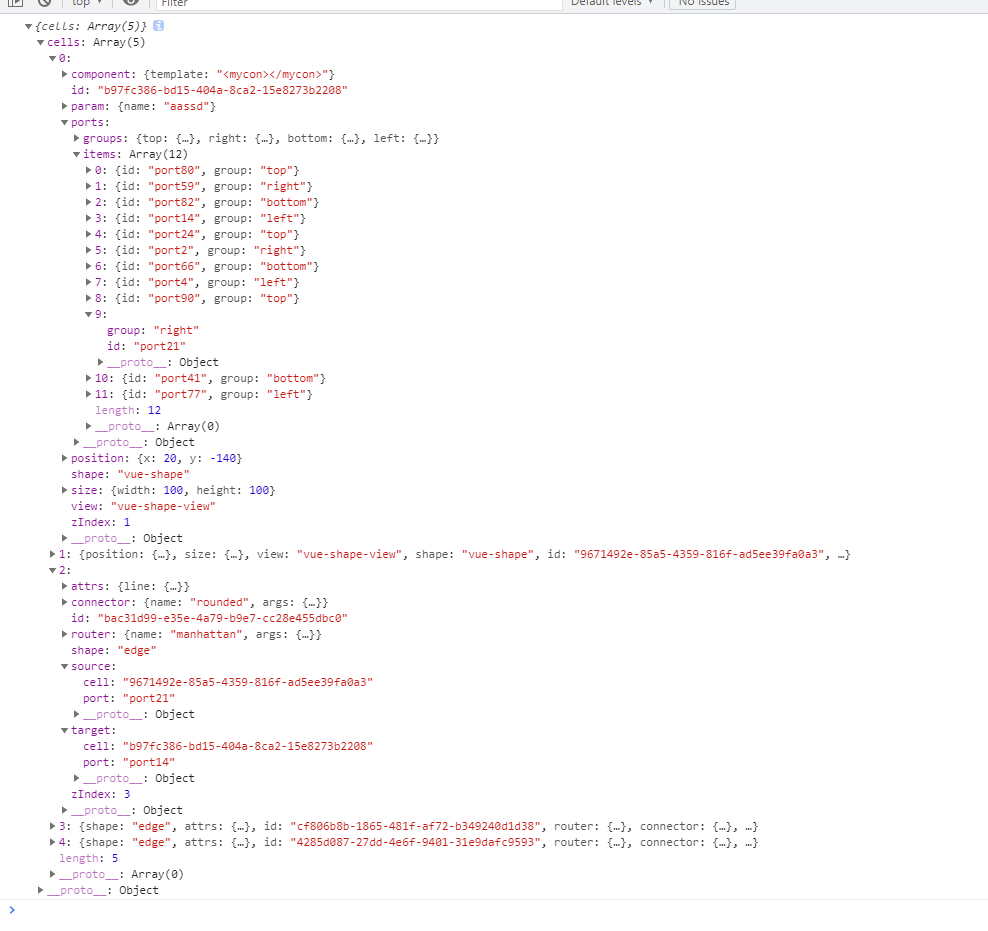 top Filter Default levels No Issues
{cells: Array(5)} i
cells: Array(5)
0:
component: {template: "<mycon></mycon>"}
id: "b97fc386-bd15-404a-8ca2-15e8273b2208"
param: {name: "aassd"}
ports:
groups: {top: {…}, right: {…}, bottom: {…}, left: {…}}
items: Array(12)
0: {id: "port80", group: "top"}
1: {id: "port59", group: "right"}
2: {id: "port82", group: "bottom"}
3: {id: "port14", group: "left"}
4: {id: "port24", group: "top"}
5: {id: "port2", group: "right"}
6: {id: "port66", group: "bottom"}
7: {id: "port4", group: "left"}
8: {id: "port90", group: "top"}
9:
group: "right"
id: "port21"
__proto__: Object
10: {id: "port41", group: "bottom"}
11: {id: "port77", group: "left"}
length: 12
__proto__: Array(0)
__proto__: Object
position: {x: 20, y: -140}
shape: "vue-shape"
size: {width: 100, height: 100}
view: "vue-shape-view"
zIndex: 1
__proto__: Object
1: {position: {…}, size: {…}, view: "vue-shape-view", shape: "vue-shape", id: "9671492e-85a5-4359-816f-ad5ee39fa0a3", …}
2:
attrs: {line: {…}}
connector: {name: "rounded", args: {…}}
id: "bac31d99-e35e-4a79-b9e7-cc28e455dbc0"
router: {name: "manhattan", args: {…}}
shape: "edge"
source:
cell: "9671492e-85a5-4359-816f-ad5ee39fa0a3"
port: "port21"
__proto__: Object
target:
cell: "b97fc386-bd15-404a-8ca2-15e8273b2208"
port: "port14"
__proto__: Object
zIndex: 3
__proto__: Object
3: {shape: "edge", attrs: {…}, id: "cf806b8b-1865-481f-af72-b349240d1d38", router: {…}, connector: {…}, …}
4: {shape: "edge", attrs: {…}, id: "4285d087-27dd-4e6f-9401-31e9dafc9593", router: {…}, connector: {…}, …}
length: 5
__proto__: Array(0)
__proto__: Object